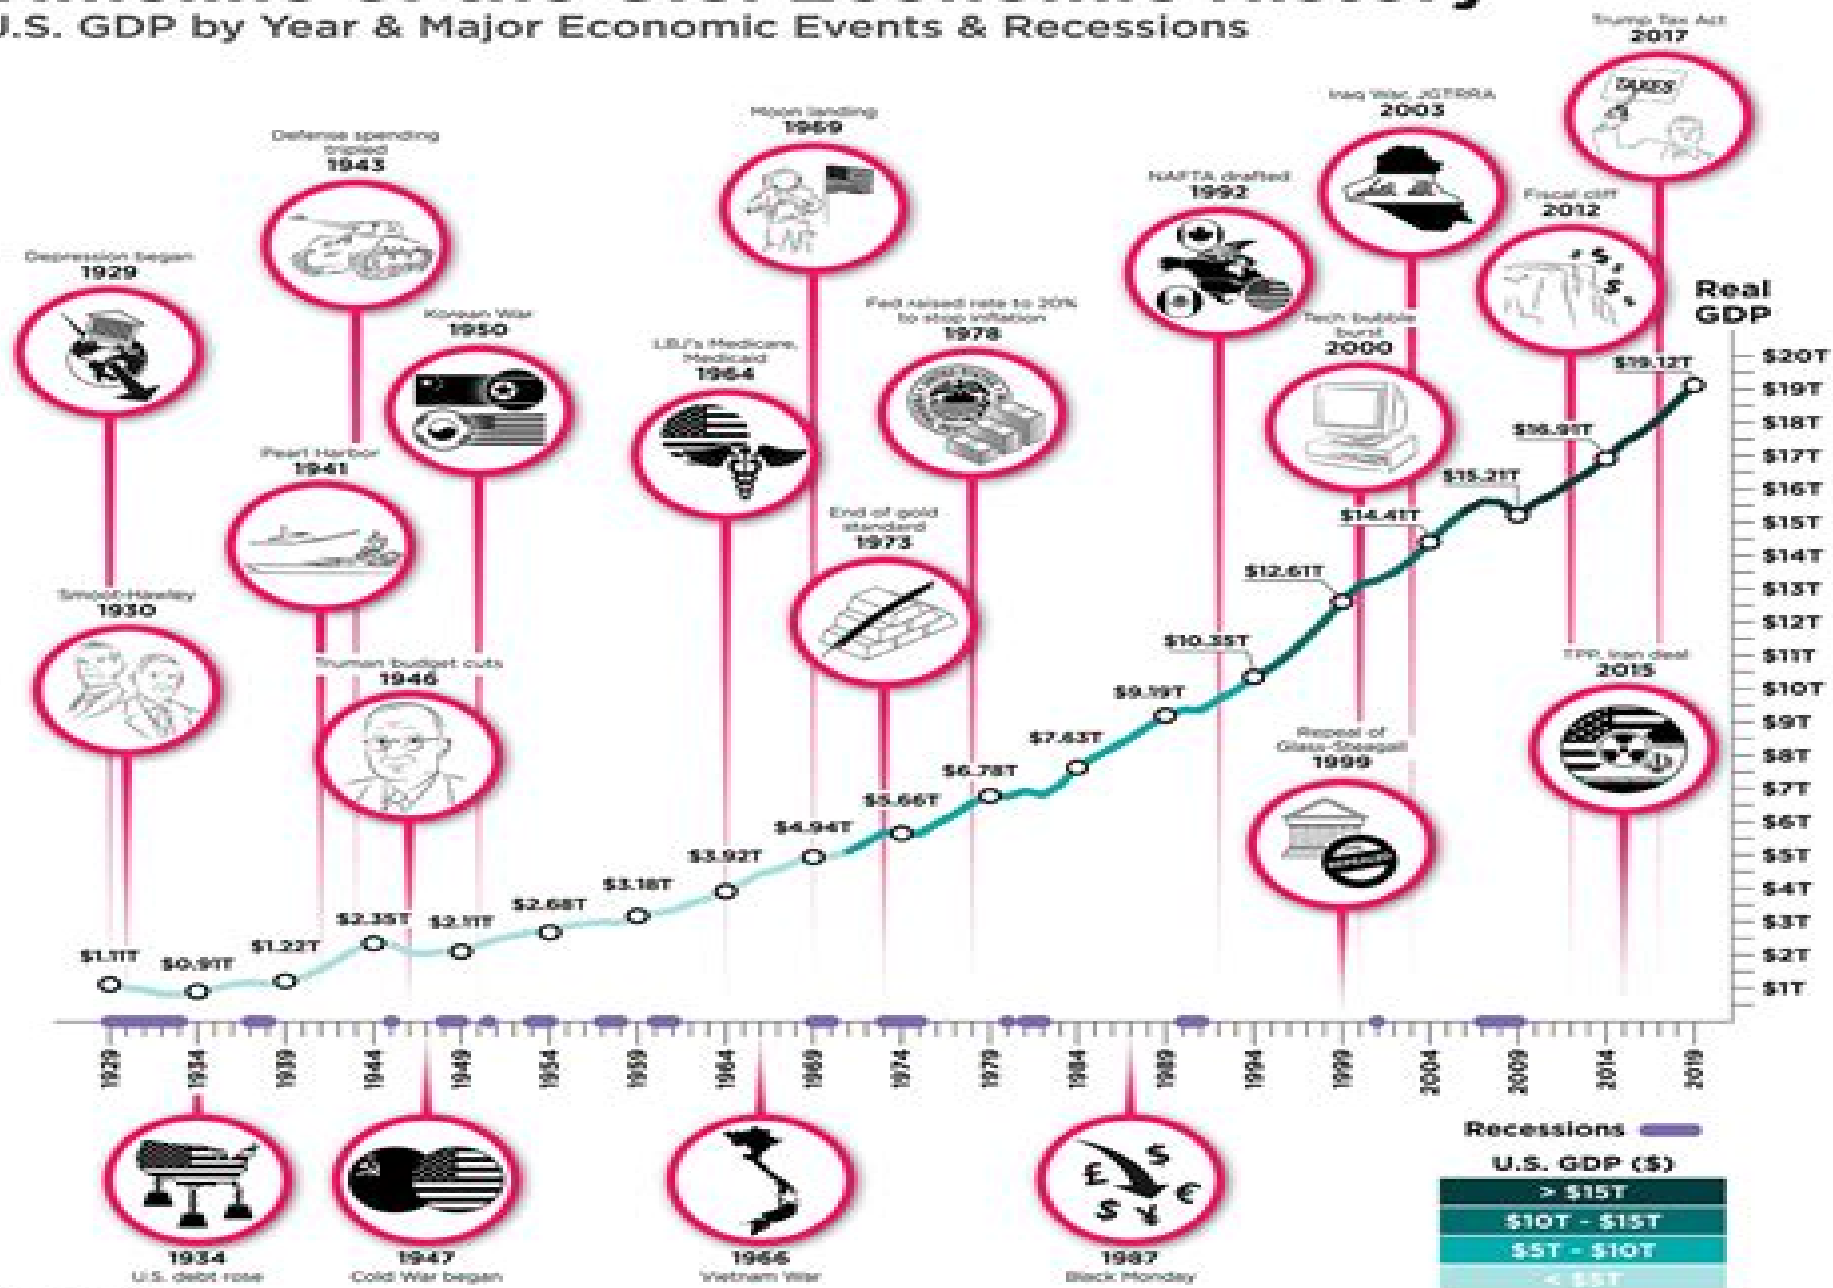 U.S. GDP by Year & Major Economic Events & Recessions
Trump Tax Act
2017
TAXES
Iraq War, JGTRRA
2003
Moon landing
1969
Defense spending
tripled
1943
NAFTA drafted
1992
Fiscal cliff
2012
Depression began
1929
Korean War
1950
Fed raised rate to 20%
to stop inflation
1978
Tech bubble
burst
2000
Real
GDP
LBJ's Medicare,
Medicaid
1964
Pearl Harbor
1941
End of gold
standard
1973
Smoot-Hawley
1930
Truman budget cuts
1946
TPP, Iran deal
2015
Repeal of
Glass-Steagall
1999
$1.11T
$0.91T
$1.22T
$2.35T
$2.11T
$2.68T
$3.18T
$3.92T
$4.94T
$5.66T
$6.78T
$7.63T
$9.19T
$10.35T
$12.61T
$14.41T
$15.21T
$16.91T
$19.12T
$20T
$19T
$18T
$17T
$16T
$15T
$14T
$13T
$12T
$11T
$10T
$9T
$8T
$7T
$6T
$5T
$4T
$3T
$2T
$1T
1929
1934
1939
1944
1949
1954
1959
1964
1969
1974
1979
1984
1989
1994
1999
2004
2009
2014
2019
1934
U.S. debt rose
1947
Cold War began
1966
Vietnam War
1987
Black Monday
Recessions
U.S. GDP ($)
> $15T
$10T - $15T
$5T - $10T
< $5T